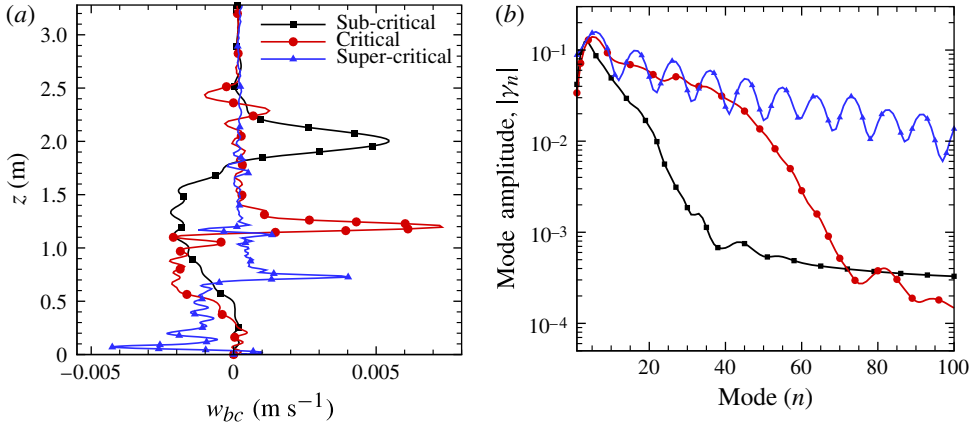 (a)
3.0
2.5
2.0
1.5
1.0
0.5
0
z (m)
Sub-critical
Critical
Super-critical
−0.005
0
0.005
w_bc (m s⁻¹)
(b)
10⁻¹
10⁻²
10⁻³
10⁻⁴
Mode amplitude, |γₙ|
20
40
60
80
100
Mode (n)